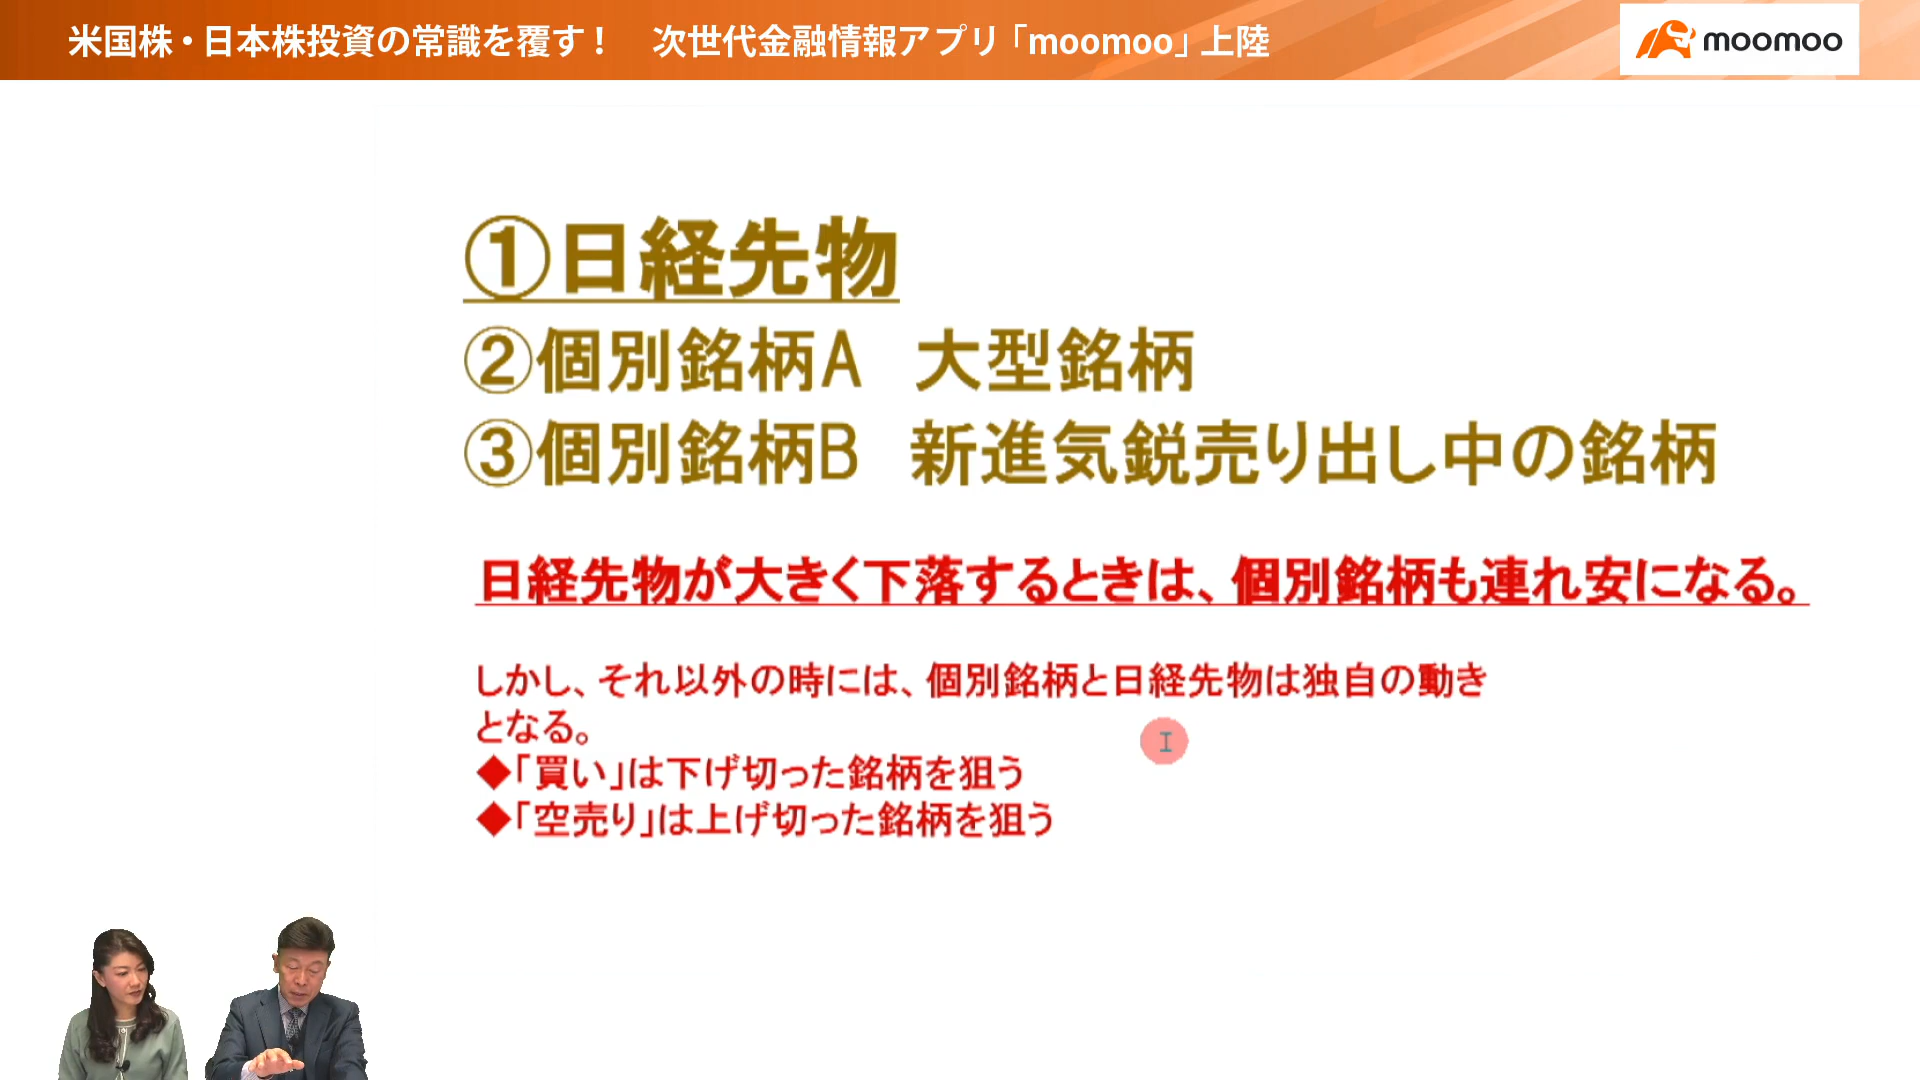 米国株・日本株投資の常識を覆す！　次世代金融情報アプリ「moomoo」上陸
moomoo
①日経先物
②個別銘柄A　大型銘柄
③個別銘柄B　新進気鋭売り出し中の銘柄
日経先物が大きく下落するときは、個別銘柄も連れ安になる。
しかし、それ以外の時には、個別銘柄と日経先物は独自の動き
となる。
◆「買い」は下げ切った銘柄を狙う
◆「空売り」は上げ切った銘柄を狙う